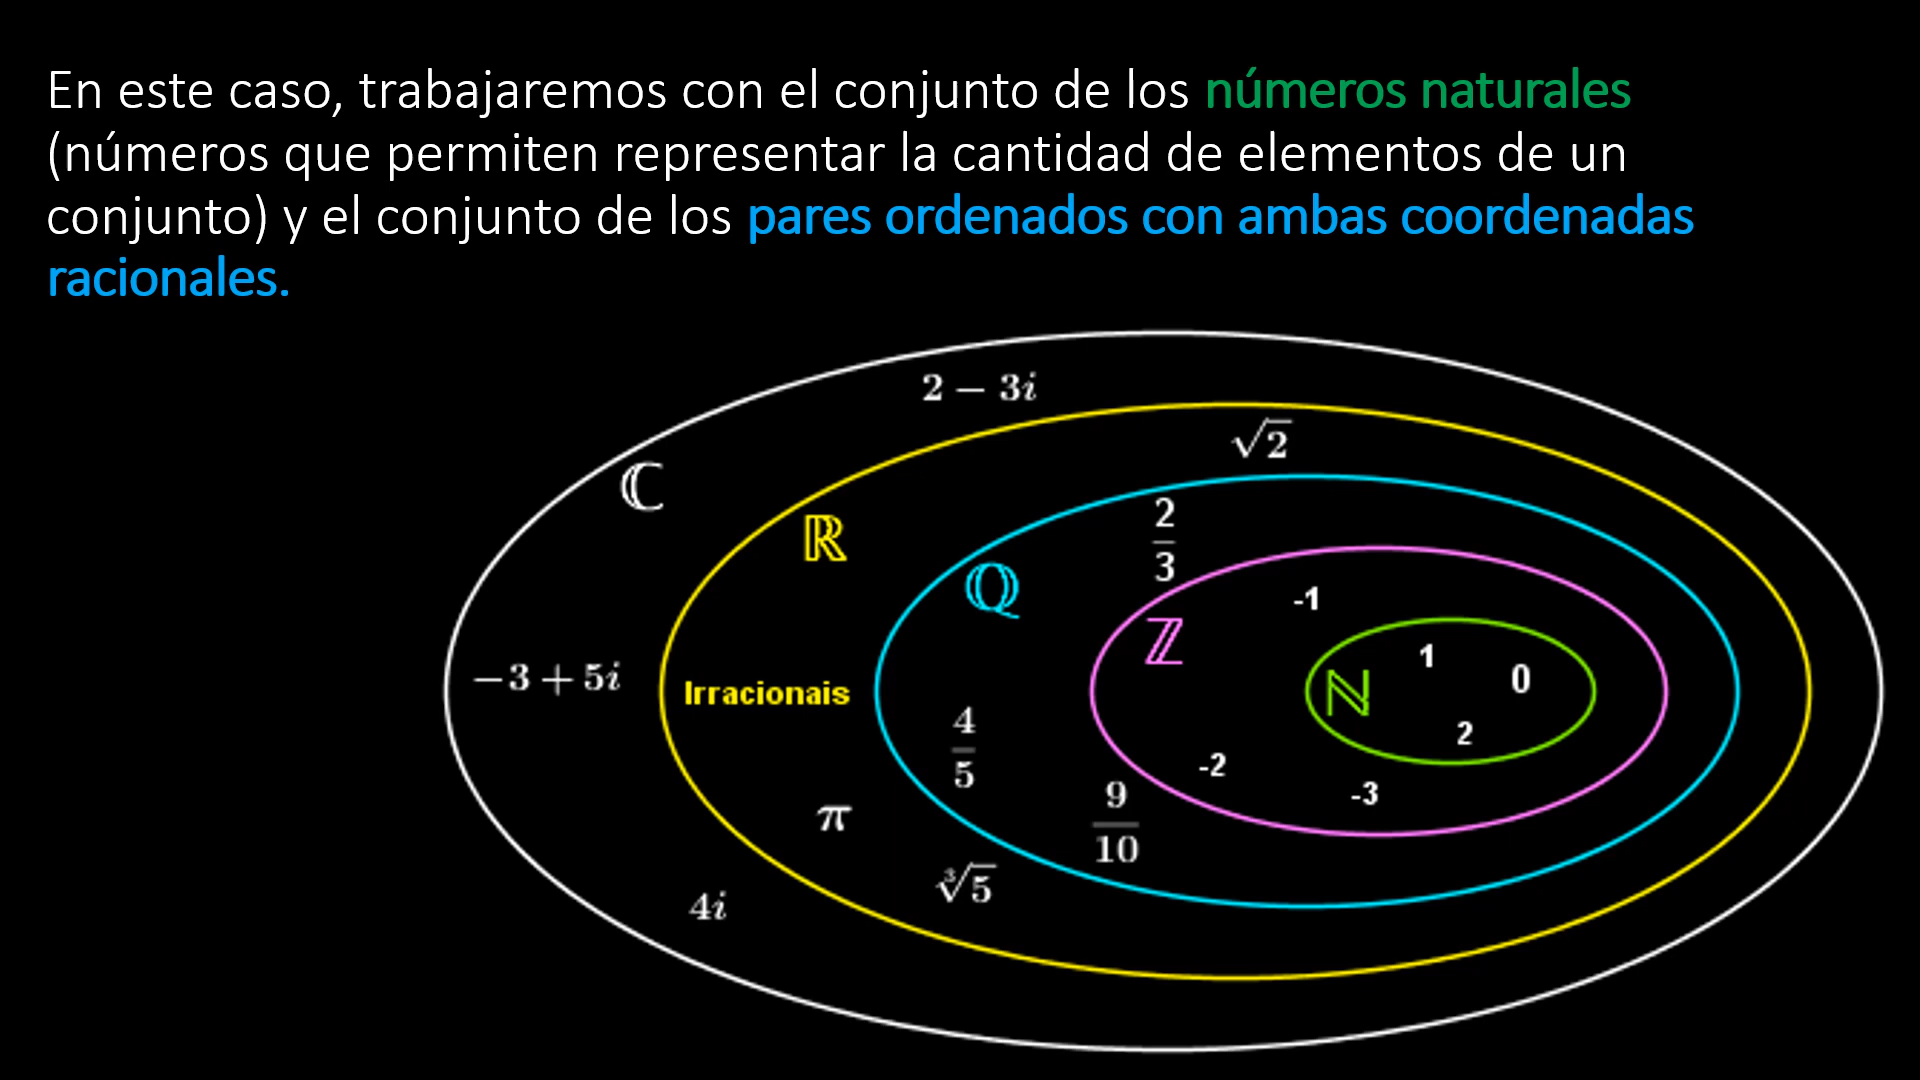 En este caso, trabajaremos con el conjunto de los números naturales
(números que permiten representar la cantidad de elementos de un
conjunto) y el conjunto de los pares ordenados con ambas coordenadas
racionales.
2 − 3i
√2
ℂ
ℝ
2/3
ℚ
-1
ℤ
1
0
ℕ
−3 + 5i
Irracionais
2
4/5
-2
-3
π
9/10
∛5
4i